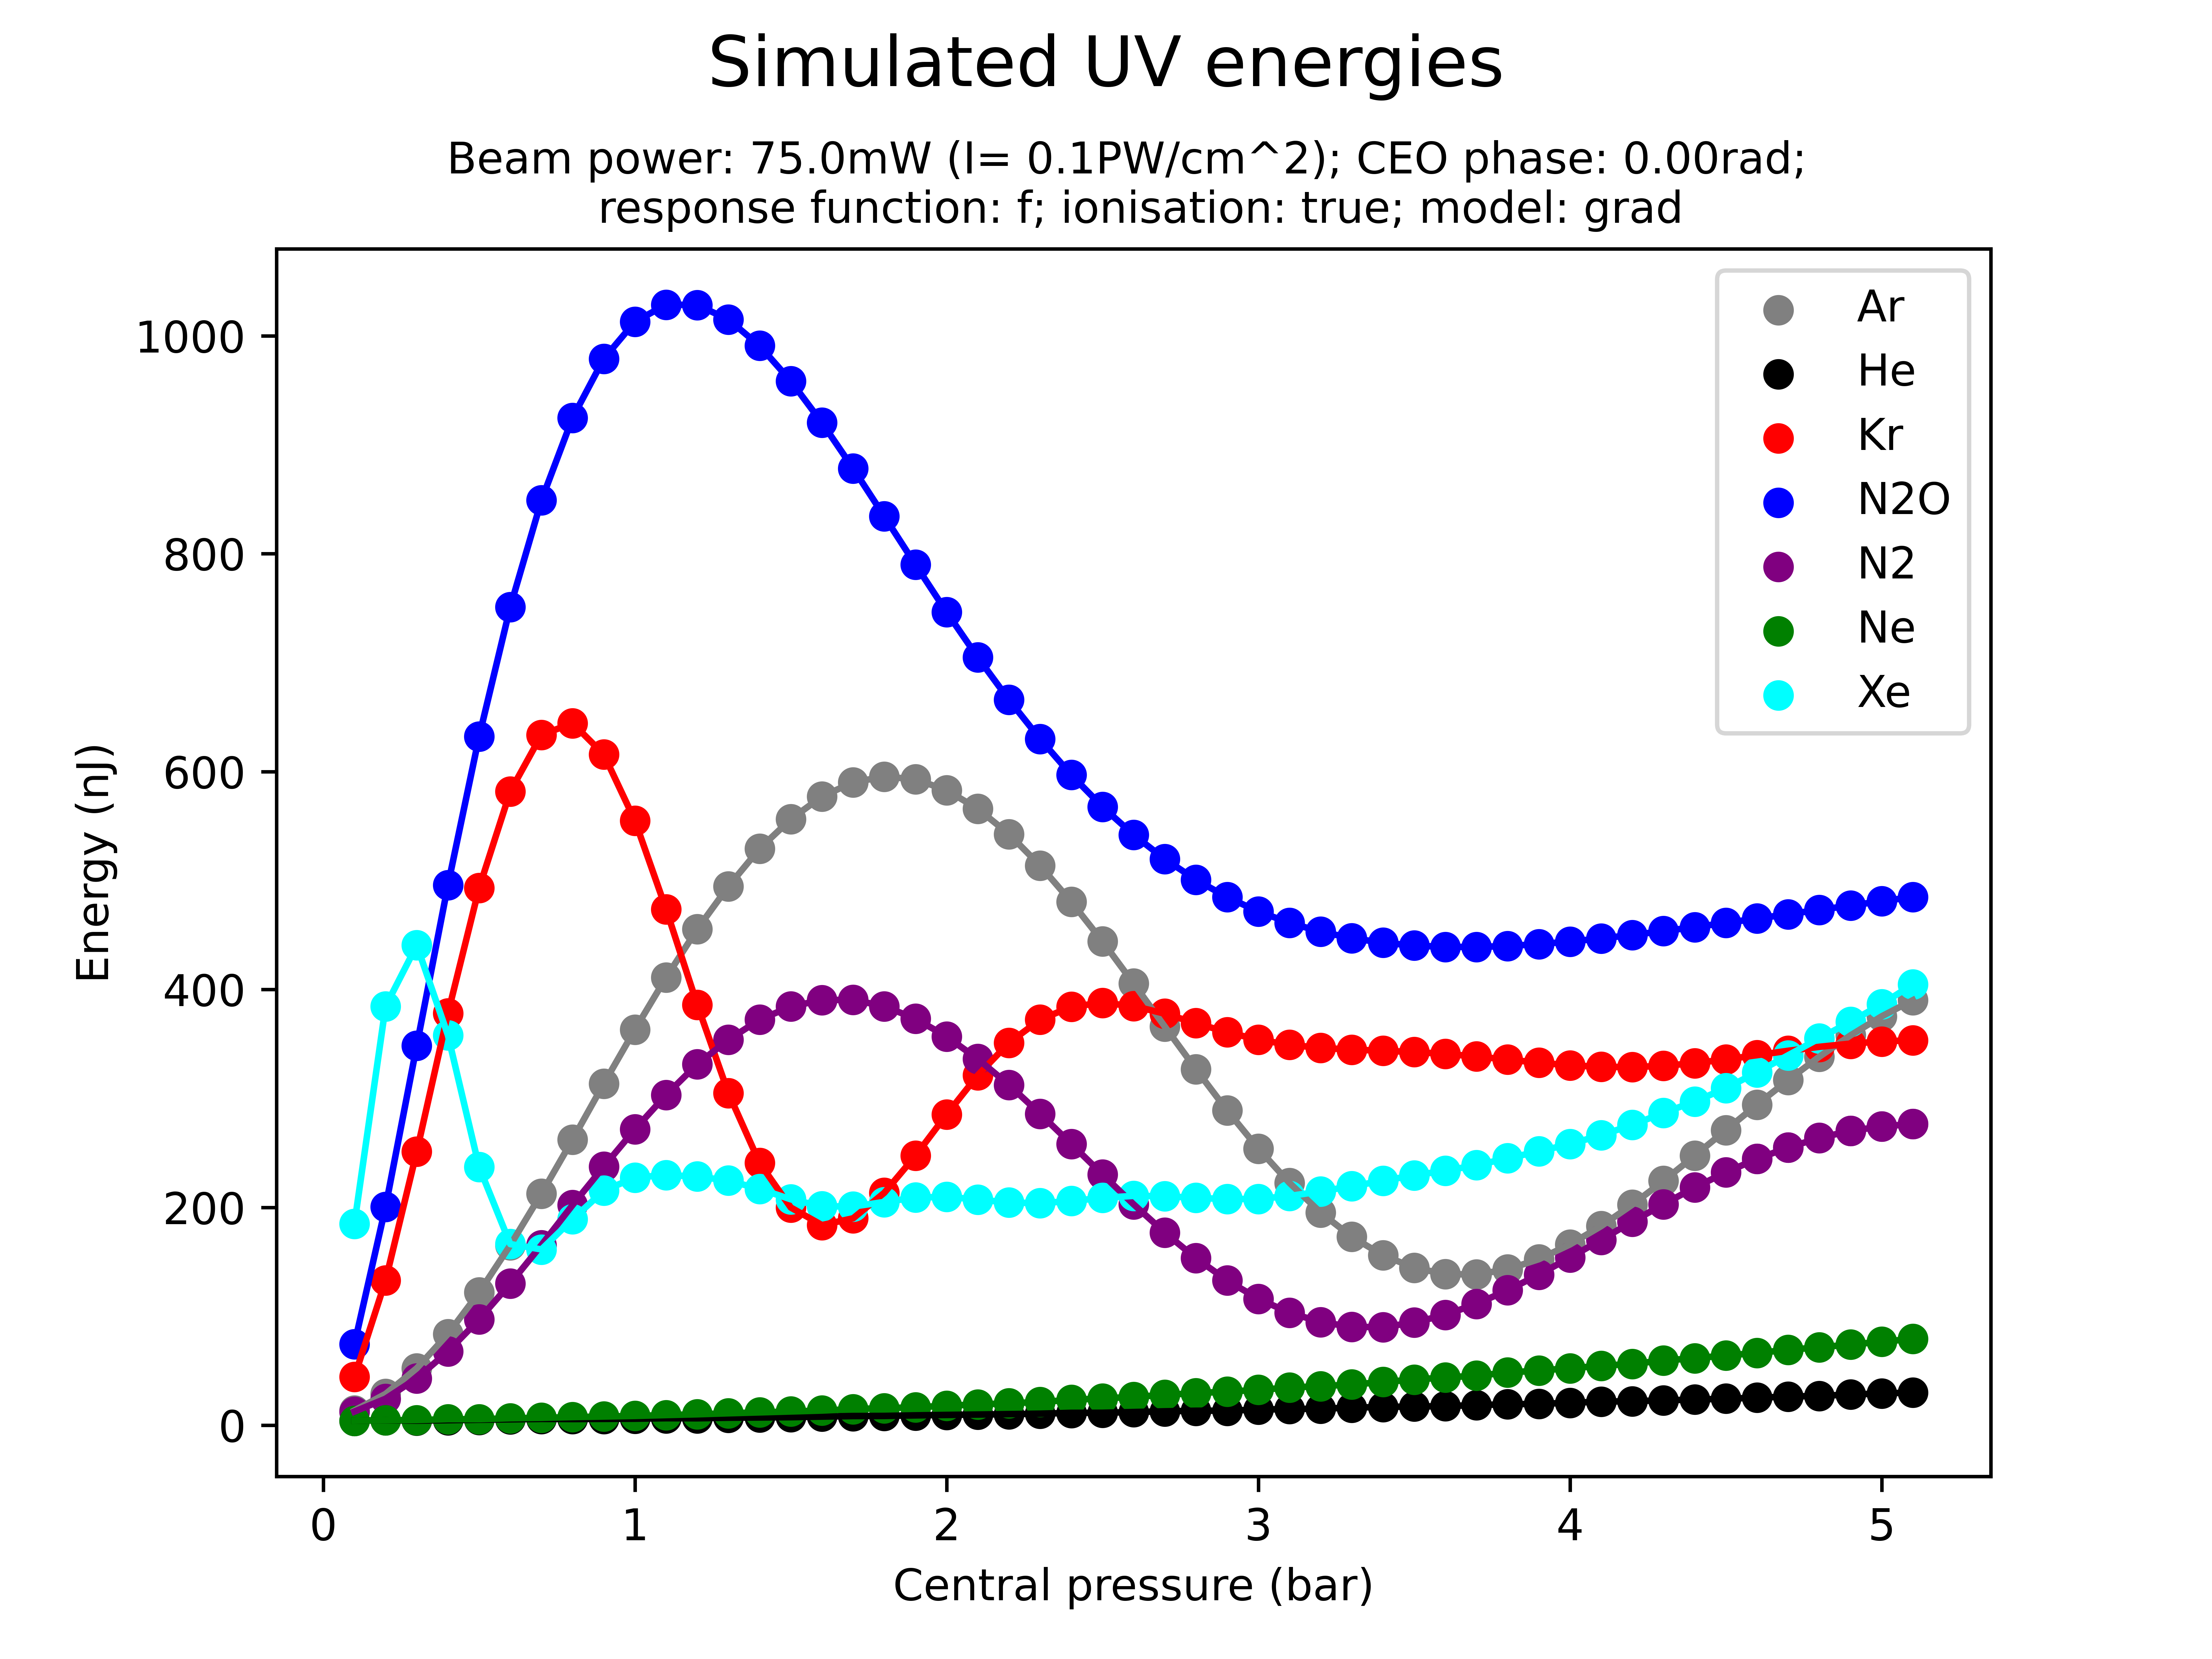 Simulated UV energies
Beam power: 75.0mW (I= 0.1PW/cm^2); CEO phase: 0.00rad;
response function: f; ionisation: true; model: grad
Ar
He
Kr
N2O
N2
Ne
Xe
Energy (nJ)
1000
800
600
400
200
0
0 1 2 3 4 5
Central pressure (bar)